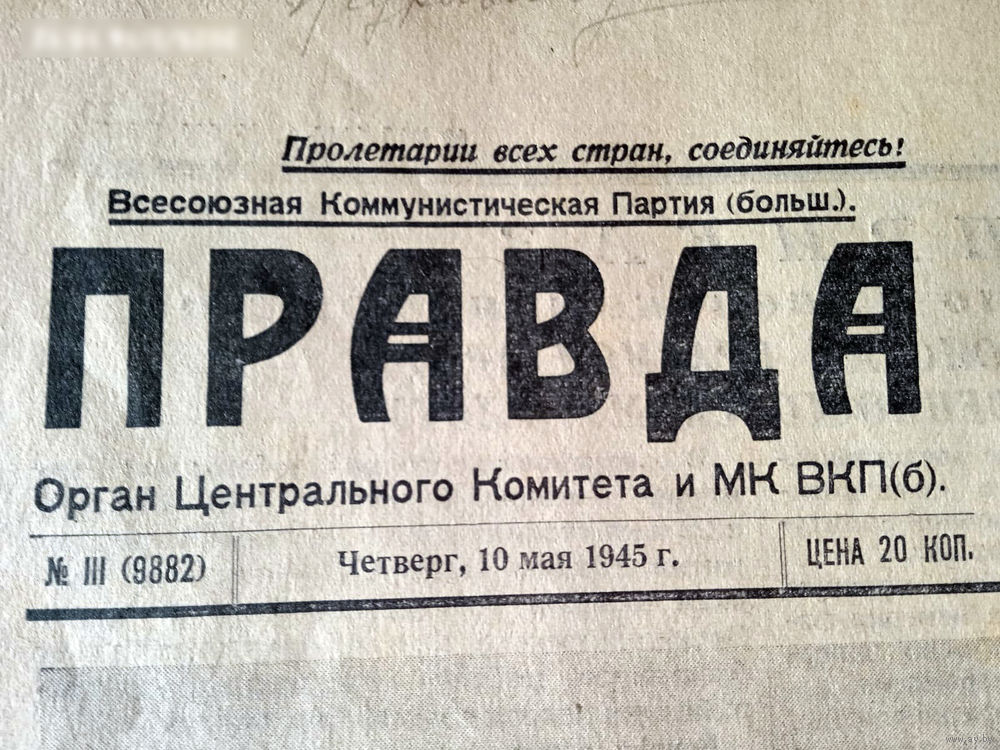 Пролетарии всех стран, соединяйтесь!
Всесоюзная Коммунистическая Партия (больш.).
ПРАВДА
Орган Центрального Комитета и МК ВКП(б).
№ 111 (9882)
Четверг, 10 мая 1945 г.
ЦЕНА 20 КОП.